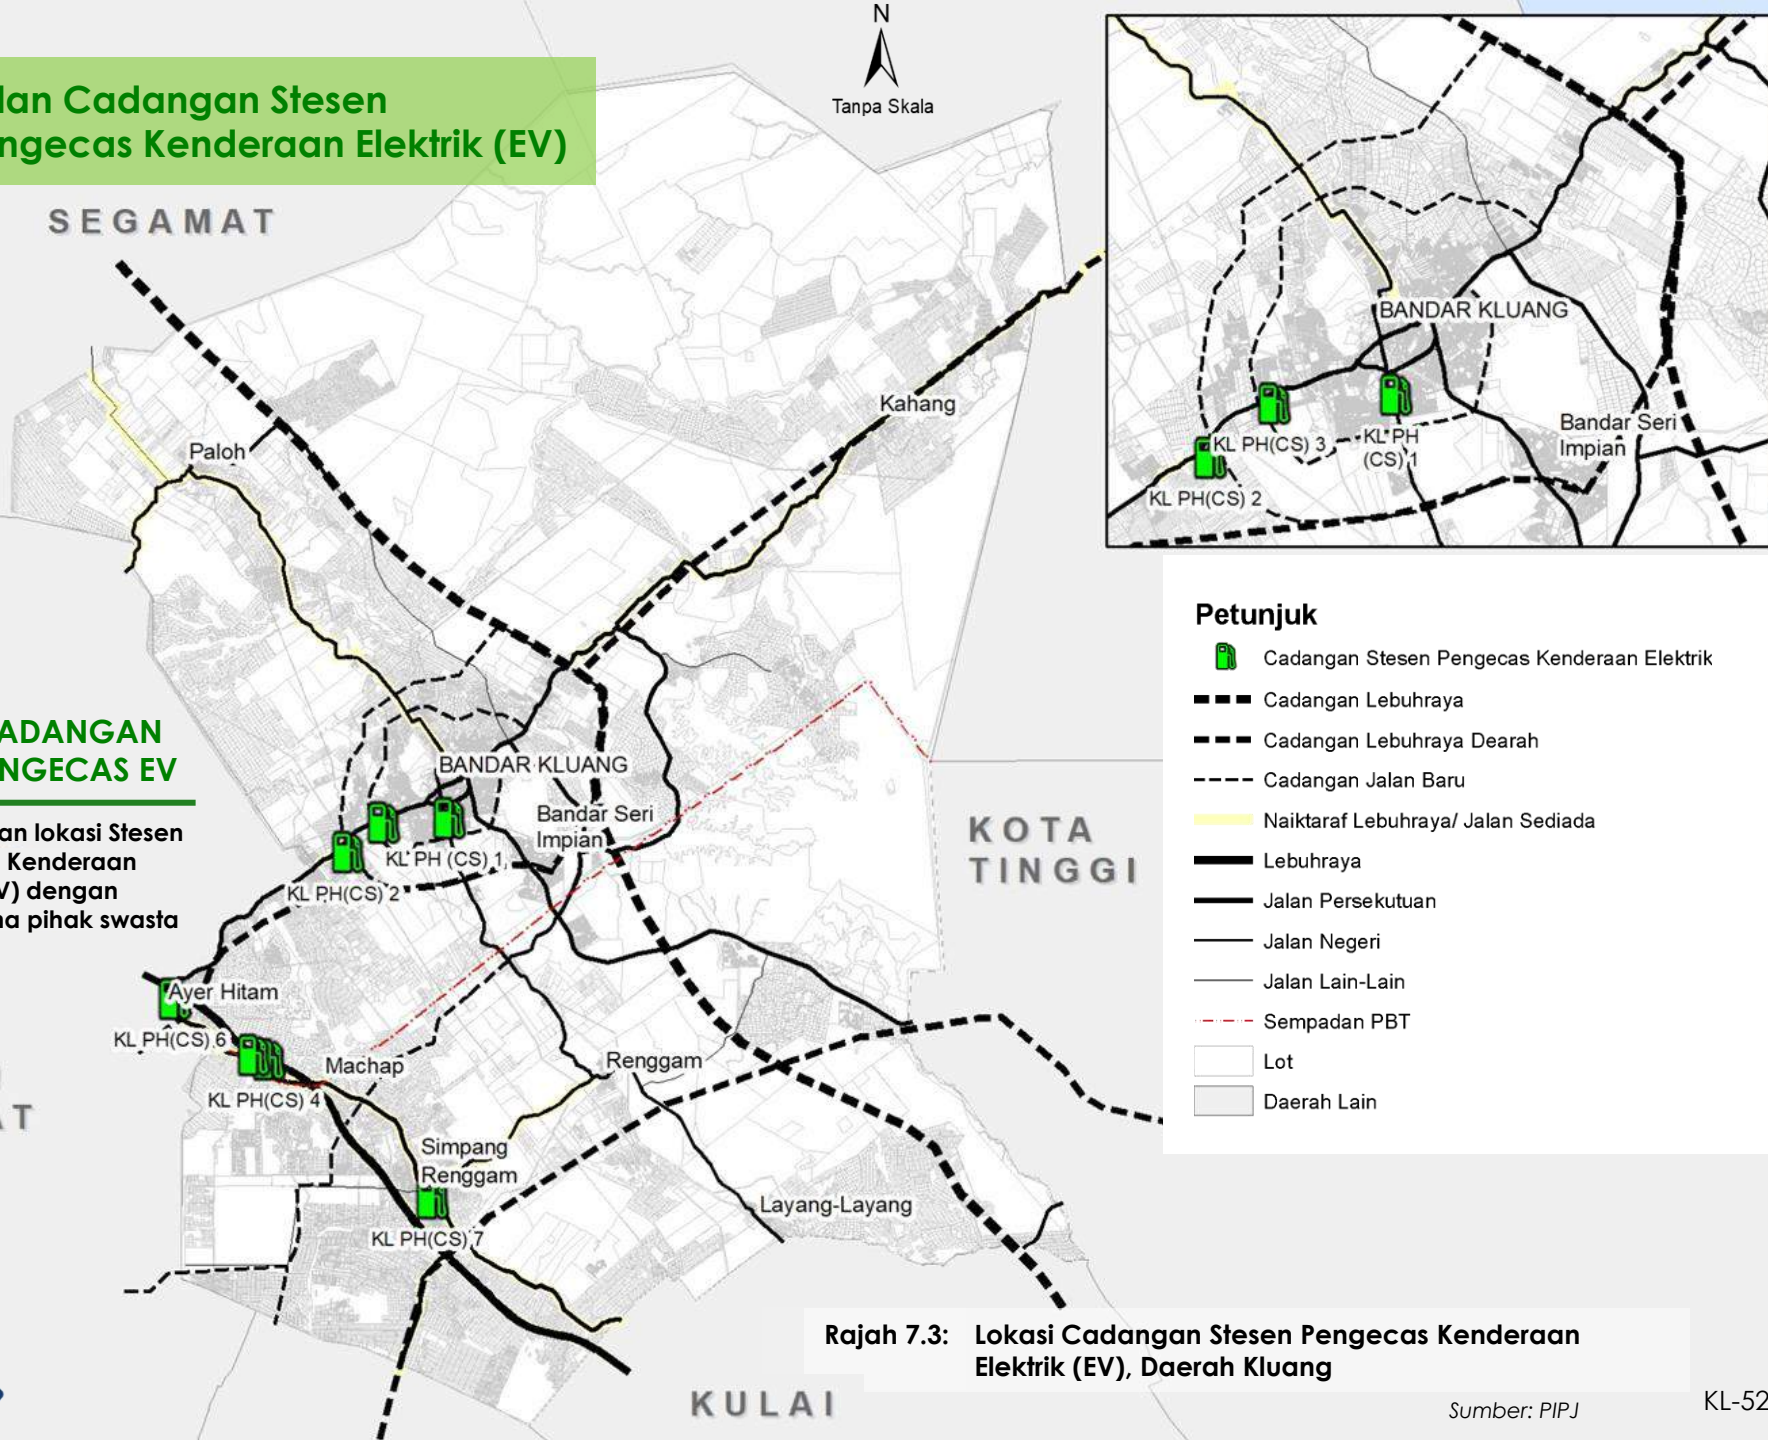 lan Cadangan Stesen
ngecas Kenderaan Elektrik (EV)
N
Tanpa Skala
SEGAMAT
Kahang
Paloh
ADANGAN
NGECAS EV
an lokasi Stesen
Kenderaan
V) dengan
na pihak swasta
BANDAR KLUANG
Bandar Seri
Impian
KL PH (CS) 1
KL PH(CS) 2
KOTA
TINGGI
Ayer Hitam
KL PH(CS) 6
Machap
KL PH(CS) 4
Renggam
Simpang
Renggam
KL PH(CS) 7
Layang-Layang
AT
KULAI
BANDAR KLUANG
KL PH(CS) 3
KL PH
(CS) 1
KL PH(CS) 2
Bandar Seri
Impian
Petunjuk
Cadangan Stesen Pengecas Kenderaan Elektrik
Cadangan Lebuhraya
Cadangan Lebuhraya Dearah
Cadangan Jalan Baru
Naiktaraf Lebuhraya/ Jalan Sediada
Lebuhraya
Jalan Persekutuan
Jalan Negeri
Jalan Lain-Lain
Sempadan PBT
Lot
Daerah Lain
Rajah 7.3: Lokasi Cadangan Stesen Pengecas Kenderaan
Elektrik (EV), Daerah Kluang
Sumber: PIPJ
KL-52